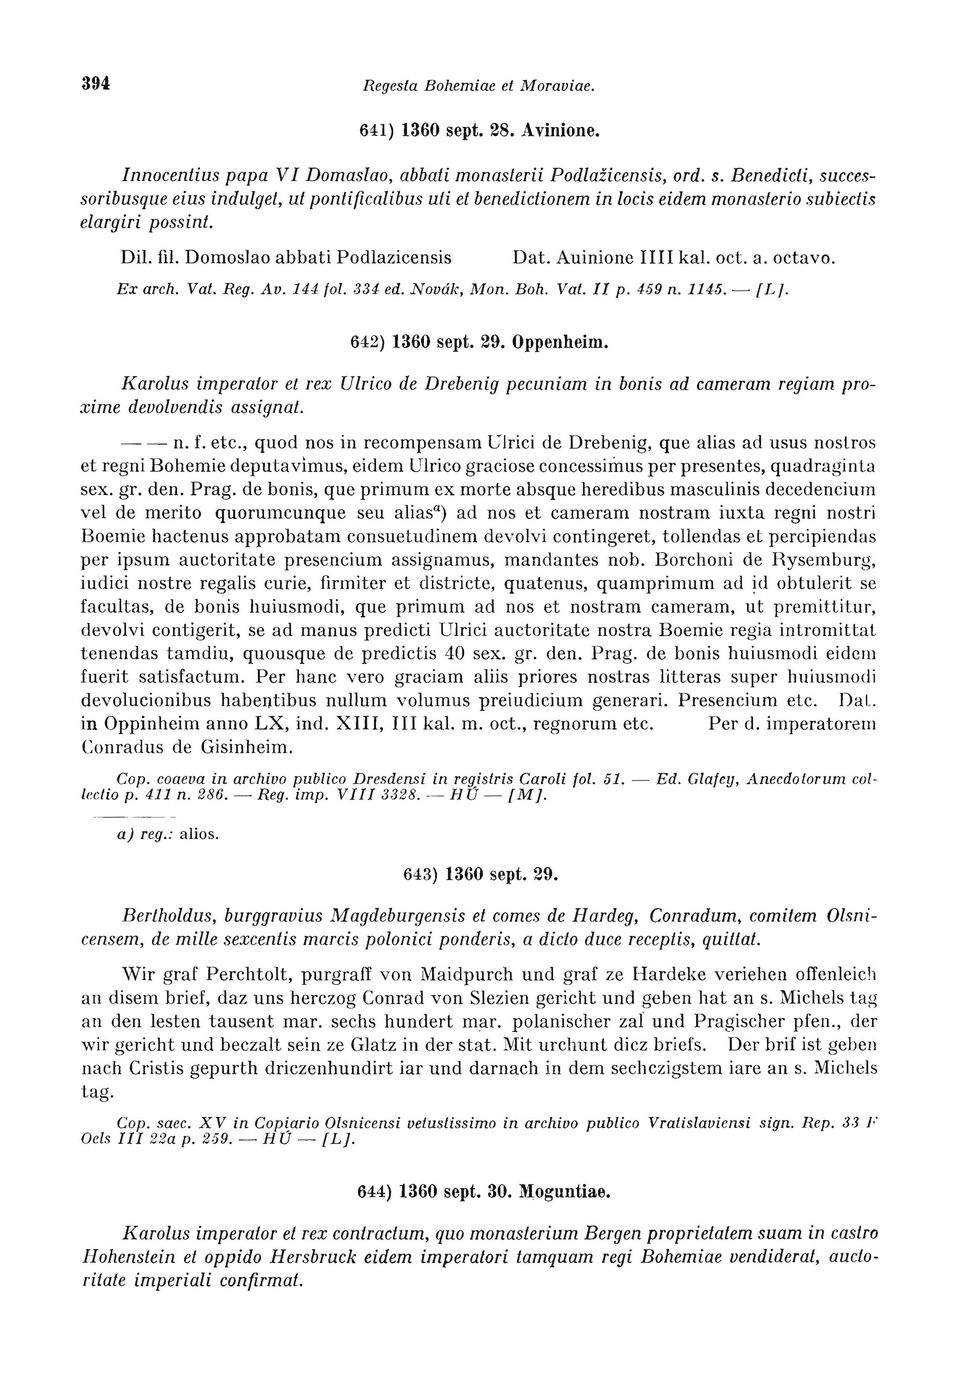 394 Regesta Bohemiae et Moraviae.
641) 1360 sept. 28. Avinione.
Innocentius papa VI Domaslao, abbati monasterii Podlažicensis, ord. s. Benedicti, succes-
soribusque eius indulget, ut pontificalibus uti et benedictionem in locis eidem monasterio subiectis
elargiri possint.
Dil. fil. Domoslao abbati Podlazicensis Dat. Auinione IIII kal. oct. a. octavo.
Ex arch. Vat. Reg. Av. 144 fol. 334 ed. Novák, Mon. Boh. Vat. II p. 459 n. 1145. — [L].
642) 1360 sept. 29. Oppenheim.
Karolus imperator et rex Ulrico de Drebenig pecuniam in bonis ad cameram regiam pro-
xime devolvendis assignat.
— — n. f. etc., quod nos in recompensam Ulrici de Drebenig, que alias ad usus nostros
et regni Bohemie deputavimus, eidem Ulrico graciose concessimus per presentes, quadraginta
sex. gr. den. Prag. de bonis, que primum ex morte absque heredibus masculinis decedencium
vel de merito quorumcunque seu alias a) ad nos et cameram nostram iuxta regni nostri
Boemie hactenus approbatam consuetudinem devolvi contingeret, tollendas et percipiendas
per ipsum auctoritate presencium assignamus, mandantes nob. Borchoni de Rysemburg,
iudici nostre regalis curie, firmiter et districte, quatenus, quamprimum ad id obtulerit se
facultas, de bonis huiusmodi, que primum ad nos et nostram cameram, ut premittitur,
devolvi contigerit, se ad manus predicti Ulrici auctoritate nostra Boemie regia intromittat
tenendas tamdiu, quousque de predictis 40 sex. gr. den. Prag. de bonis huiusmodi eidem
fuerit satisfactum. Per hanc vero graciam aliis priores nostras litteras super huiusmodi
devolucionibus habentibus nullum volumus preiudicium generari. Presencium etc. Dat.
in Oppinheim anno LX, ind. XIII, III kal. m. oct., regnorum etc. Per d. imperatorem
Conradus de Gisinheim.
Cop. coaeva in archivo publico Dresdensi in registris Caroli fol. 51. — Ed. Glafey, Anecdotorum col-
lectio p. 411 n. 286. — Reg. imp. VIII 3328. — HÚ — [M].
a) reg.: alios.
643) 1360 sept. 29.
Bertholdus, burggravius Magdeburgensis et comes de Hardeg, Conradum, comitem Olsni-
censem, de mille sexcentis marcis polonici ponderis, a dicto duce receptis, quittat.
Wir graf Perchtolt, purgraff von Maidpurch und graf ze Hardeke veriehen offenleich
an disem brief, daz uns herczog Conrad von Slezien gericht und geben hat an s. Michels tag
an den lesten tausent mar. sechs hundert mar. polanischer zal und Pragischer pfen., der
wir gericht und beczalt sein ze Glatz in der stat. Mit urchunt dicz briefs. Der brif ist geben
nach Cristis gepurth driczenhundirt iar und darnach in dem sechczigstem iare an s. Michels
tag.
Cop. saec. XV in Copiario Olsnicensi vetustissimo in archivo publico Vratislaviensi sign. Rep. 33 F
Oels III 22a p. 259. — HÚ — [L].
644) 1360 sept. 30. Moguntiae.
Karolus imperator et rex contractum, quo monasterium Bergen proprietatem suam in castro
Hohenstein et oppido Hersbruck eidem imperatori tamquam regi Bohemiae vendiderat, aucto-
ritate imperiali confirmat.